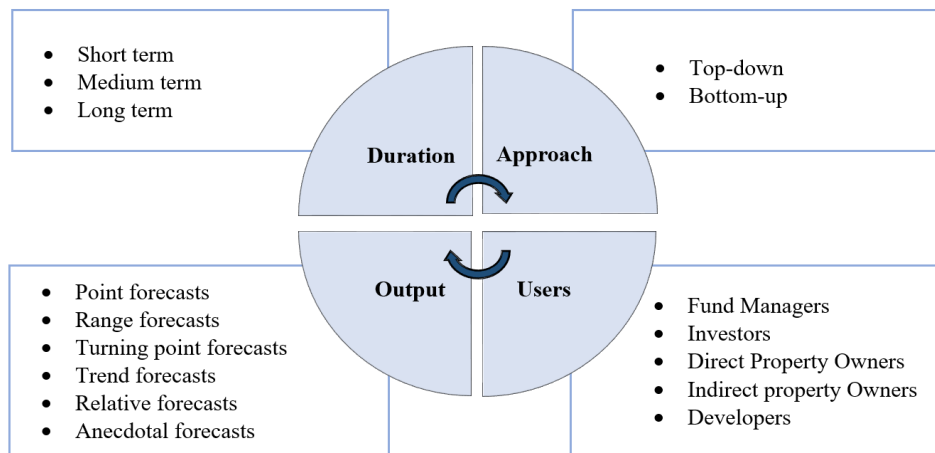 • Short term
• Medium term
• Long term
• Top-down
• Bottom-up
Duration
Approach
Output
Users
• Point forecasts
• Range forecasts
• Turning point forecasts
• Trend forecasts
• Relative forecasts
• Anecdotal forecasts
• Fund Managers
• Investors
• Direct Property Owners
• Indirect property Owners
• Developers